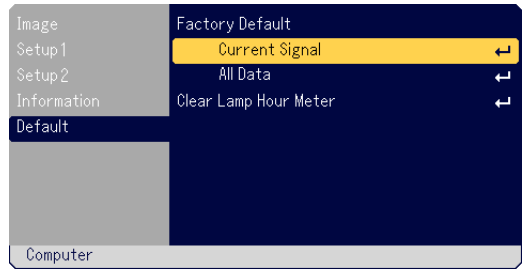 Image
Setup1
Setup2
Information
Default
Factory Default
Current Signal
All Data
Clear Lamp Hour Meter
Computer